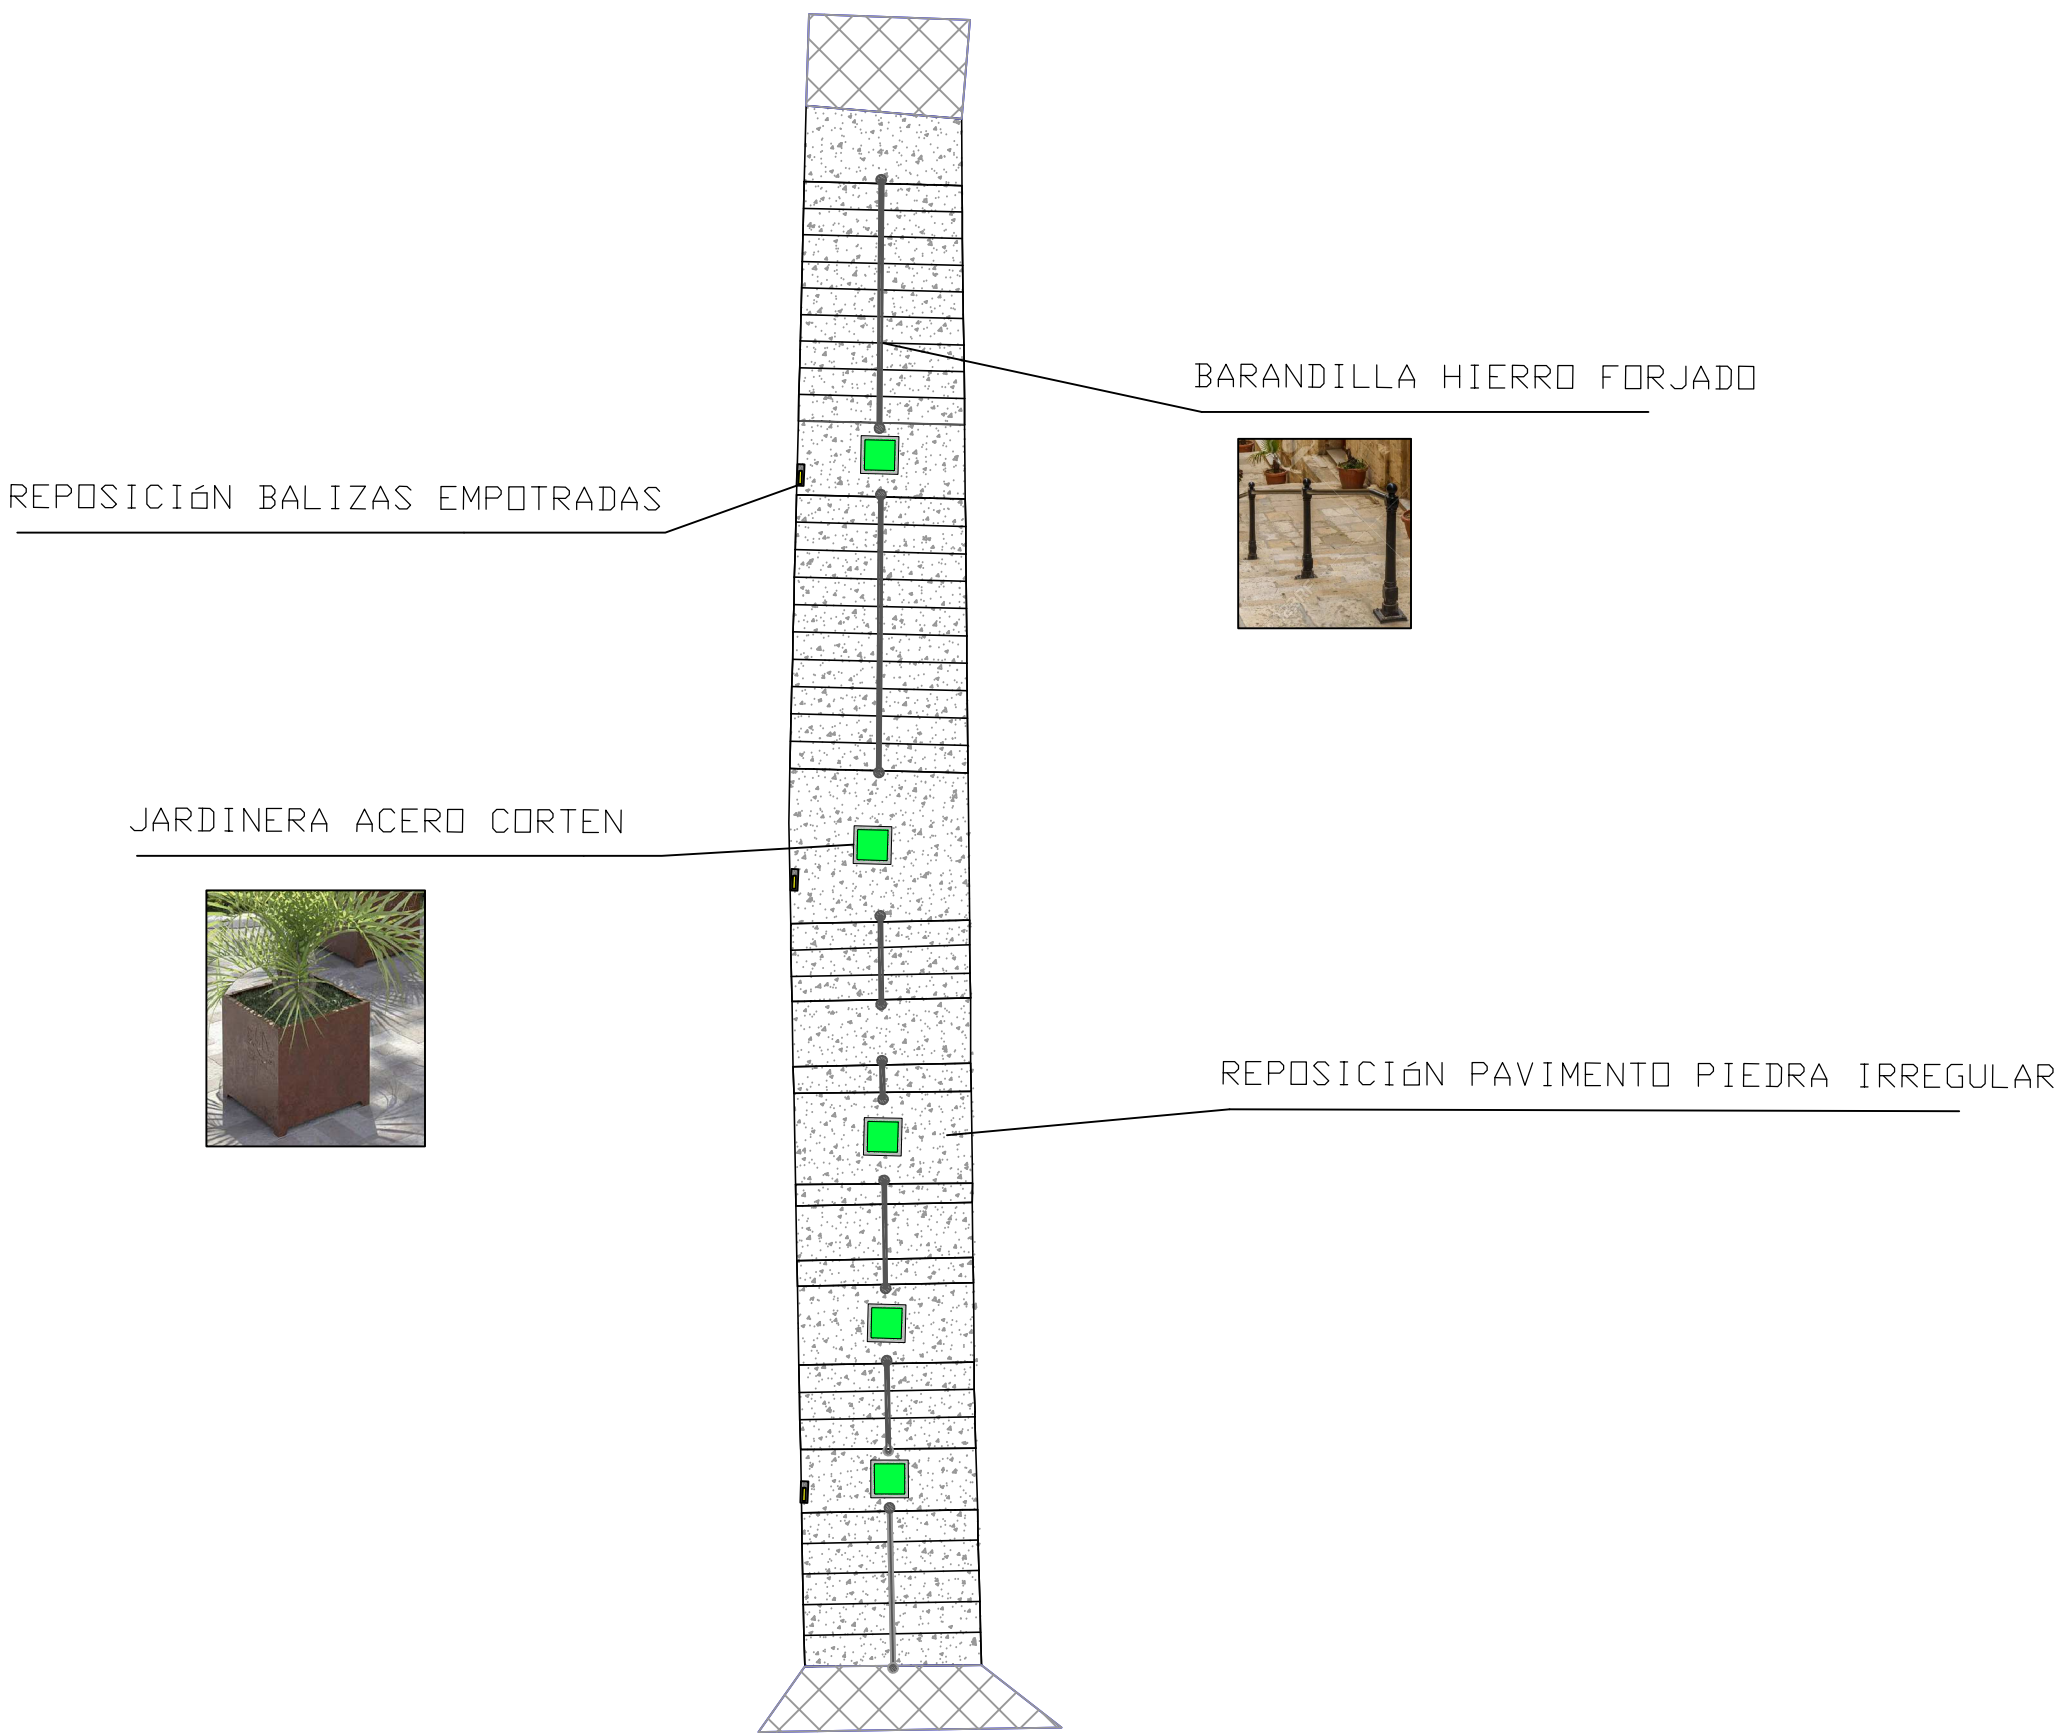 BARANDILLA HIERRO FORJADO
REPOSICIóN BALIZAS EMPOTRADAS
JARDINERA ACERO CORTEN
REPOSICIóN PAVIMENTO PIEDRA IRREGULAR